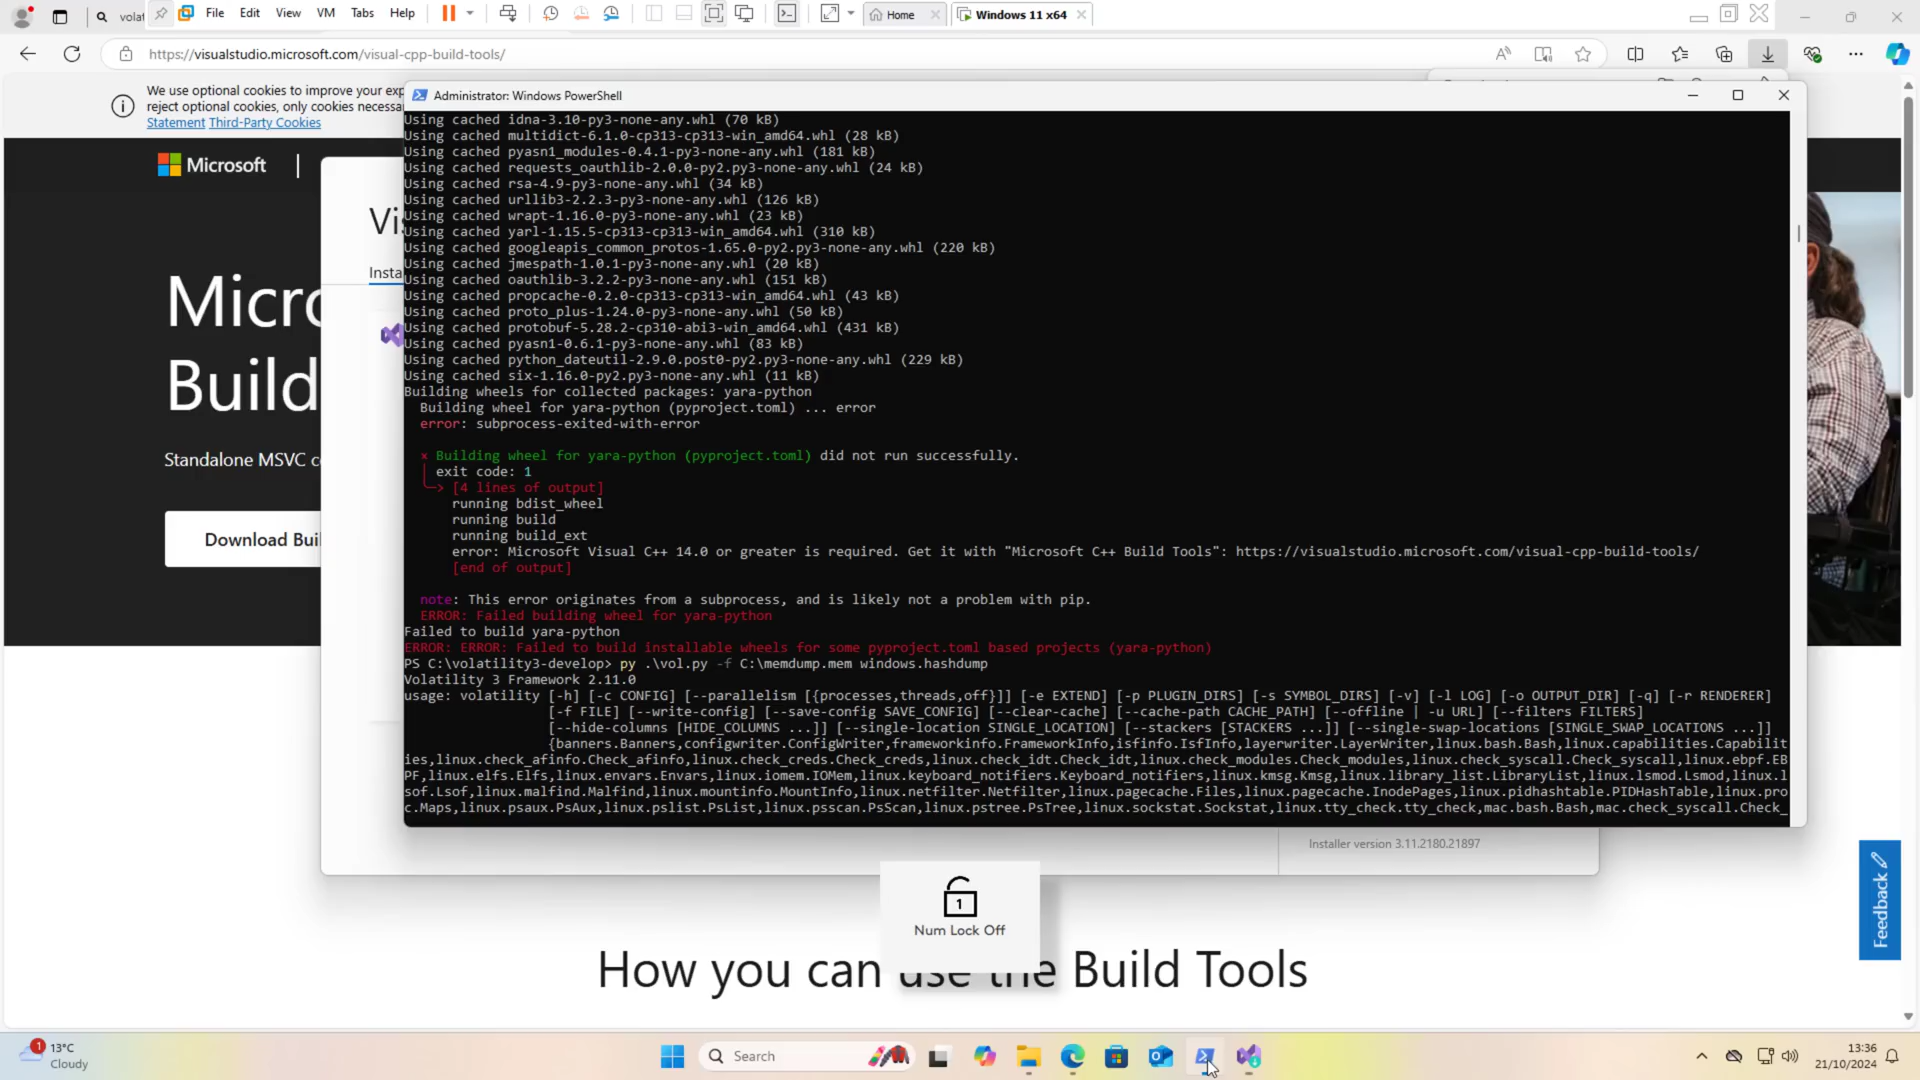 volat
File Edit View VM Tabs Help
Home
Windows 11 x64
https://visualstudio.microsoft.com/visual-cpp-build-tools/
We use optional cookies to improve your exp
reject optional cookies, only cookies necessa
Statement Third-Party Cookies
Microsoft
Vis
Insta
Micro
Build
Standalone MSVC c
Download Buil
Administrator: Windows PowerShell
Using cached idna-3.10-py3-none-any.whl (70 kB)
Using cached multidict-6.1.0-cp313-cp313-win_amd64.whl (28 kB)
Using cached pyasn1_modules-0.4.1-py3-none-any.whl (181 kB)
Using cached requests_oauthlib-2.0.0-py2.py3-none-any.whl (24 kB)
Using cached rsa-4.9-py3-none-any.whl (34 kB)
Using cached urllib3-2.2.3-py3-none-any.whl (126 kB)
Using cached wrapt-1.16.0-py3-none-any.whl (23 kB)
Using cached yarl-1.15.5-cp313-cp313-win_amd64.whl (310 kB)
Using cached googleapis_common_protos-1.65.0-py2.py3-none-any.whl (220 kB)
Using cached jmespath-1.0.1-py3-none-any.whl (20 kB)
Using cached oauthlib-3.2.2-py3-none-any.whl (151 kB)
Using cached propcache-0.2.0-cp313-cp313-win_amd64.whl (43 kB)
Using cached proto_plus-1.24.0-py3-none-any.whl (50 kB)
Using cached protobuf-5.28.2-cp310-abi3-win_amd64.whl (431 kB)
Using cached pyasn1-0.6.1-py3-none-any.whl (83 kB)
Using cached python_dateutil-2.9.0.post0-py2.py3-none-any.whl (229 kB)
Using cached six-1.16.0-py2.py3-none-any.whl (11 kB)
Building wheels for collected packages: yara-python
Building wheel for yara-python (pyproject.toml) ... error
error: subprocess-exited-with-error
× Building wheel for yara-python (pyproject.toml) did not run successfully.
│ exit code: 1
╰─> [4 lines of output]
running bdist_wheel
running build
running build_ext
error: Microsoft Visual C++ 14.0 or greater is required. Get it with "Microsoft C++ Build Tools": https://visualstudio.microsoft.com/visual-cpp-build-tools/
[end of output]
note: This error originates from a subprocess, and is likely not a problem with pip.
ERROR: Failed building wheel for yara-python
Failed to build yara-python
ERROR: ERROR: Failed to build installable wheels for some pyproject.toml based projects (yara-python)
PS C:\volatility3-develop> py .\vol.py -f C:\memdump.mem windows.hashdump
Volatility 3 Framework 2.11.0
usage: volatility [-h] [-c CONFIG] [--parallelism [{processes,threads,off}]] [-e EXTEND] [-p PLUGIN_DIRS] [-s SYMBOL_DIRS] [-v] [-l LOG] [-o OUTPUT_DIR] [-q] [-r RENDERER]
[-f FILE] [--write-config] [--save-config SAVE_CONFIG] [--clear-cache] [--cache-path CACHE_PATH] [--offline | -u URL] [--filters FILTERS]
[--hide-columns [HIDE_COLUMNS ...]] [--single-location SINGLE_LOCATION] [--stackers [STACKERS ...]] [--single-swap-locations [SINGLE_SWAP_LOCATIONS ...]]
{banners.Banners,configwriter.ConfigWriter,frameworkinfo.FrameworkInfo,isfinfo.IsfInfo,layerwriter.LayerWriter,linux.bash.Bash,linux.capabilities.Capabilit
ies,linux.check_afinfo.Check_afinfo,linux.check_creds.Check_creds,linux.check_idt.Check_idt,linux.check_modules.Check_modules,linux.check_syscall.Check_syscall,linux.ebpf.EB
PF,linux.elfs.Elfs,linux.envars.Envars,linux.iomem.IOMem,linux.keyboard_notifiers.Keyboard_notifiers,linux.kmsg.Kmsg,linux.library_list.LibraryList,linux.lsmod.Lsmod,linux.l
sof.Lsof,linux.malfind.Malfind,linux.mountinfo.MountInfo,linux.netfilter.Netfilter,linux.pagecache.Files,linux.pagecache.InodePages,linux.pidhashtable.PIDHashTable,linux.pro
c.Maps,linux.psaux.PsAux,linux.pslist.PsList,linux.psscan.PsScan,linux.pstree.PsTree,linux.sockstat.Sockstat,linux.tty_check.tty_check,mac.bash.Bash,mac.check_syscall.Check_
Installer version 3.11.2180.21897
1
Num Lock Off
Feedback
How you can use the Build Tools
1
13°C
Cloudy
Search
13:36
21/10/2024